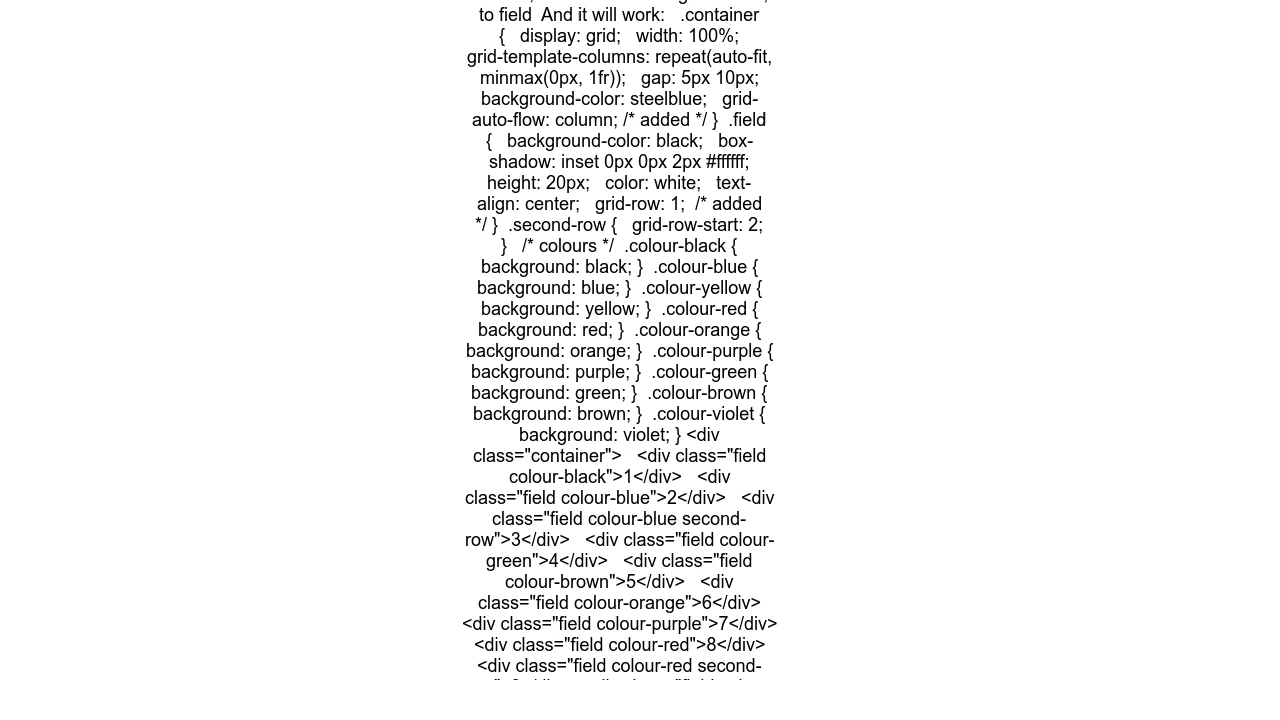 to field  And it will work:   .container
{   display: grid;   width: 100%;
grid-template-columns: repeat(auto-fit,
minmax(0px, 1fr));   gap: 5px 10px;
background-color: steelblue;   grid-
auto-flow: column; /* added */ }  .field
{   background-color: black;   box-
shadow: inset 0px 0px 2px #ffffff;
height: 20px;   color: white;   text-
align: center;   grid-row: 1;  /* added
*/ }  .second-row {   grid-row-start: 2;
}   /* colours */  .colour-black {
background: black; }  .colour-blue {
background: blue; }  .colour-yellow {
background: yellow; }  .colour-red {
background: red; }  .colour-orange {
background: orange; }  .colour-purple {
background: purple; }  .colour-green {
background: green; }  .colour-brown {
background: brown; }  .colour-violet {
background: violet; } <div
class="container">   <div class="field
colour-black">1</div>   <div
class="field colour-blue">2</div>   <div
class="field colour-blue second-
row">3</div>   <div class="field colour-
green">4</div>   <div class="field
colour-brown">5</div>   <div
class="field colour-orange">6</div>
<div class="field colour-purple">7</div>
<div class="field colour-red">8</div>
<div class="field colour-red second-